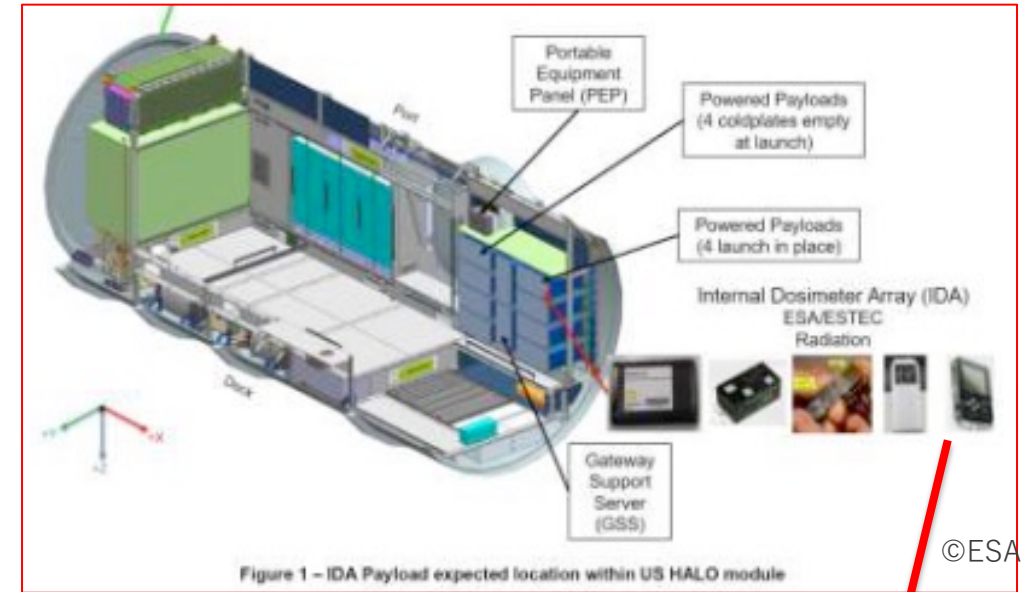 Portable
Equipment
Panel (PEP)
Port
Powered Payloads
(4 coldplates empty
at launch)
Powered Payloads
(4 launch in place)
Internal Dosimeter Array (IDA)
ESA/ESTEC
Radiation
+X
Gateway
Support
Server
(GSS)
©ESA
Figure 1 – IDA Payload expected location within US HALO module